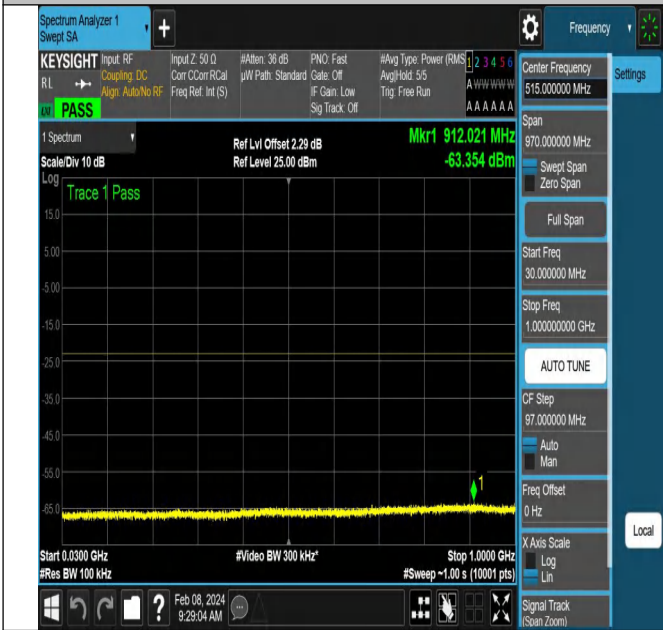 Spectrum Analyzer 1
Swept SA
+
Frequency
KEYSIGHT
RL
PASS
Input: RF
Coupling: DC
Align: Auto/No RF
Input Z: 50 Ω
Corr CCorr RCal
Freq Ref: Int (S)
#Atten: 36 dB
µW Path: Standard
PNO: Fast
Gate: Off
IF Gain: Low
Sig Track: Off
#Avg Type: Power (RMS
Avg|Hold: 5/5
Trig: Free Run
1 2 3 4 5 6
A W W W W W
A A A A A A
Center Frequency
515.000000 MHz
Settings
1 Spectrum
Scale/Div 10 dB
Log
Ref Lvl Offset 2.29 dB
Ref Level 25.00 dBm
Mkr1 912.021 MHz
-63.354 dBm
Trace 1 Pass
15.0
5.00
-5.00
-15.0
-25.0
-35.0
-45.0
-55.0
-65.0
1
Start 0.0300 GHz
#Res BW 100 kHz
#Video BW 300 kHz*
Stop 1.0000 GHz
#Sweep ~1.00 s (10001 pts)
Span
970.000000 MHz
Swept Span
Zero Span
Full Span
Start Freq
30.000000 MHz
Stop Freq
1.000000000 GHz
AUTO TUNE
CF Step
97.000000 MHz
Auto
Man
Freq Offset
0 Hz
X Axis Scale
Log
Lin
Signal Track
(Span Zoom)
Local
?
Feb 08, 2024
9:29:04 AM